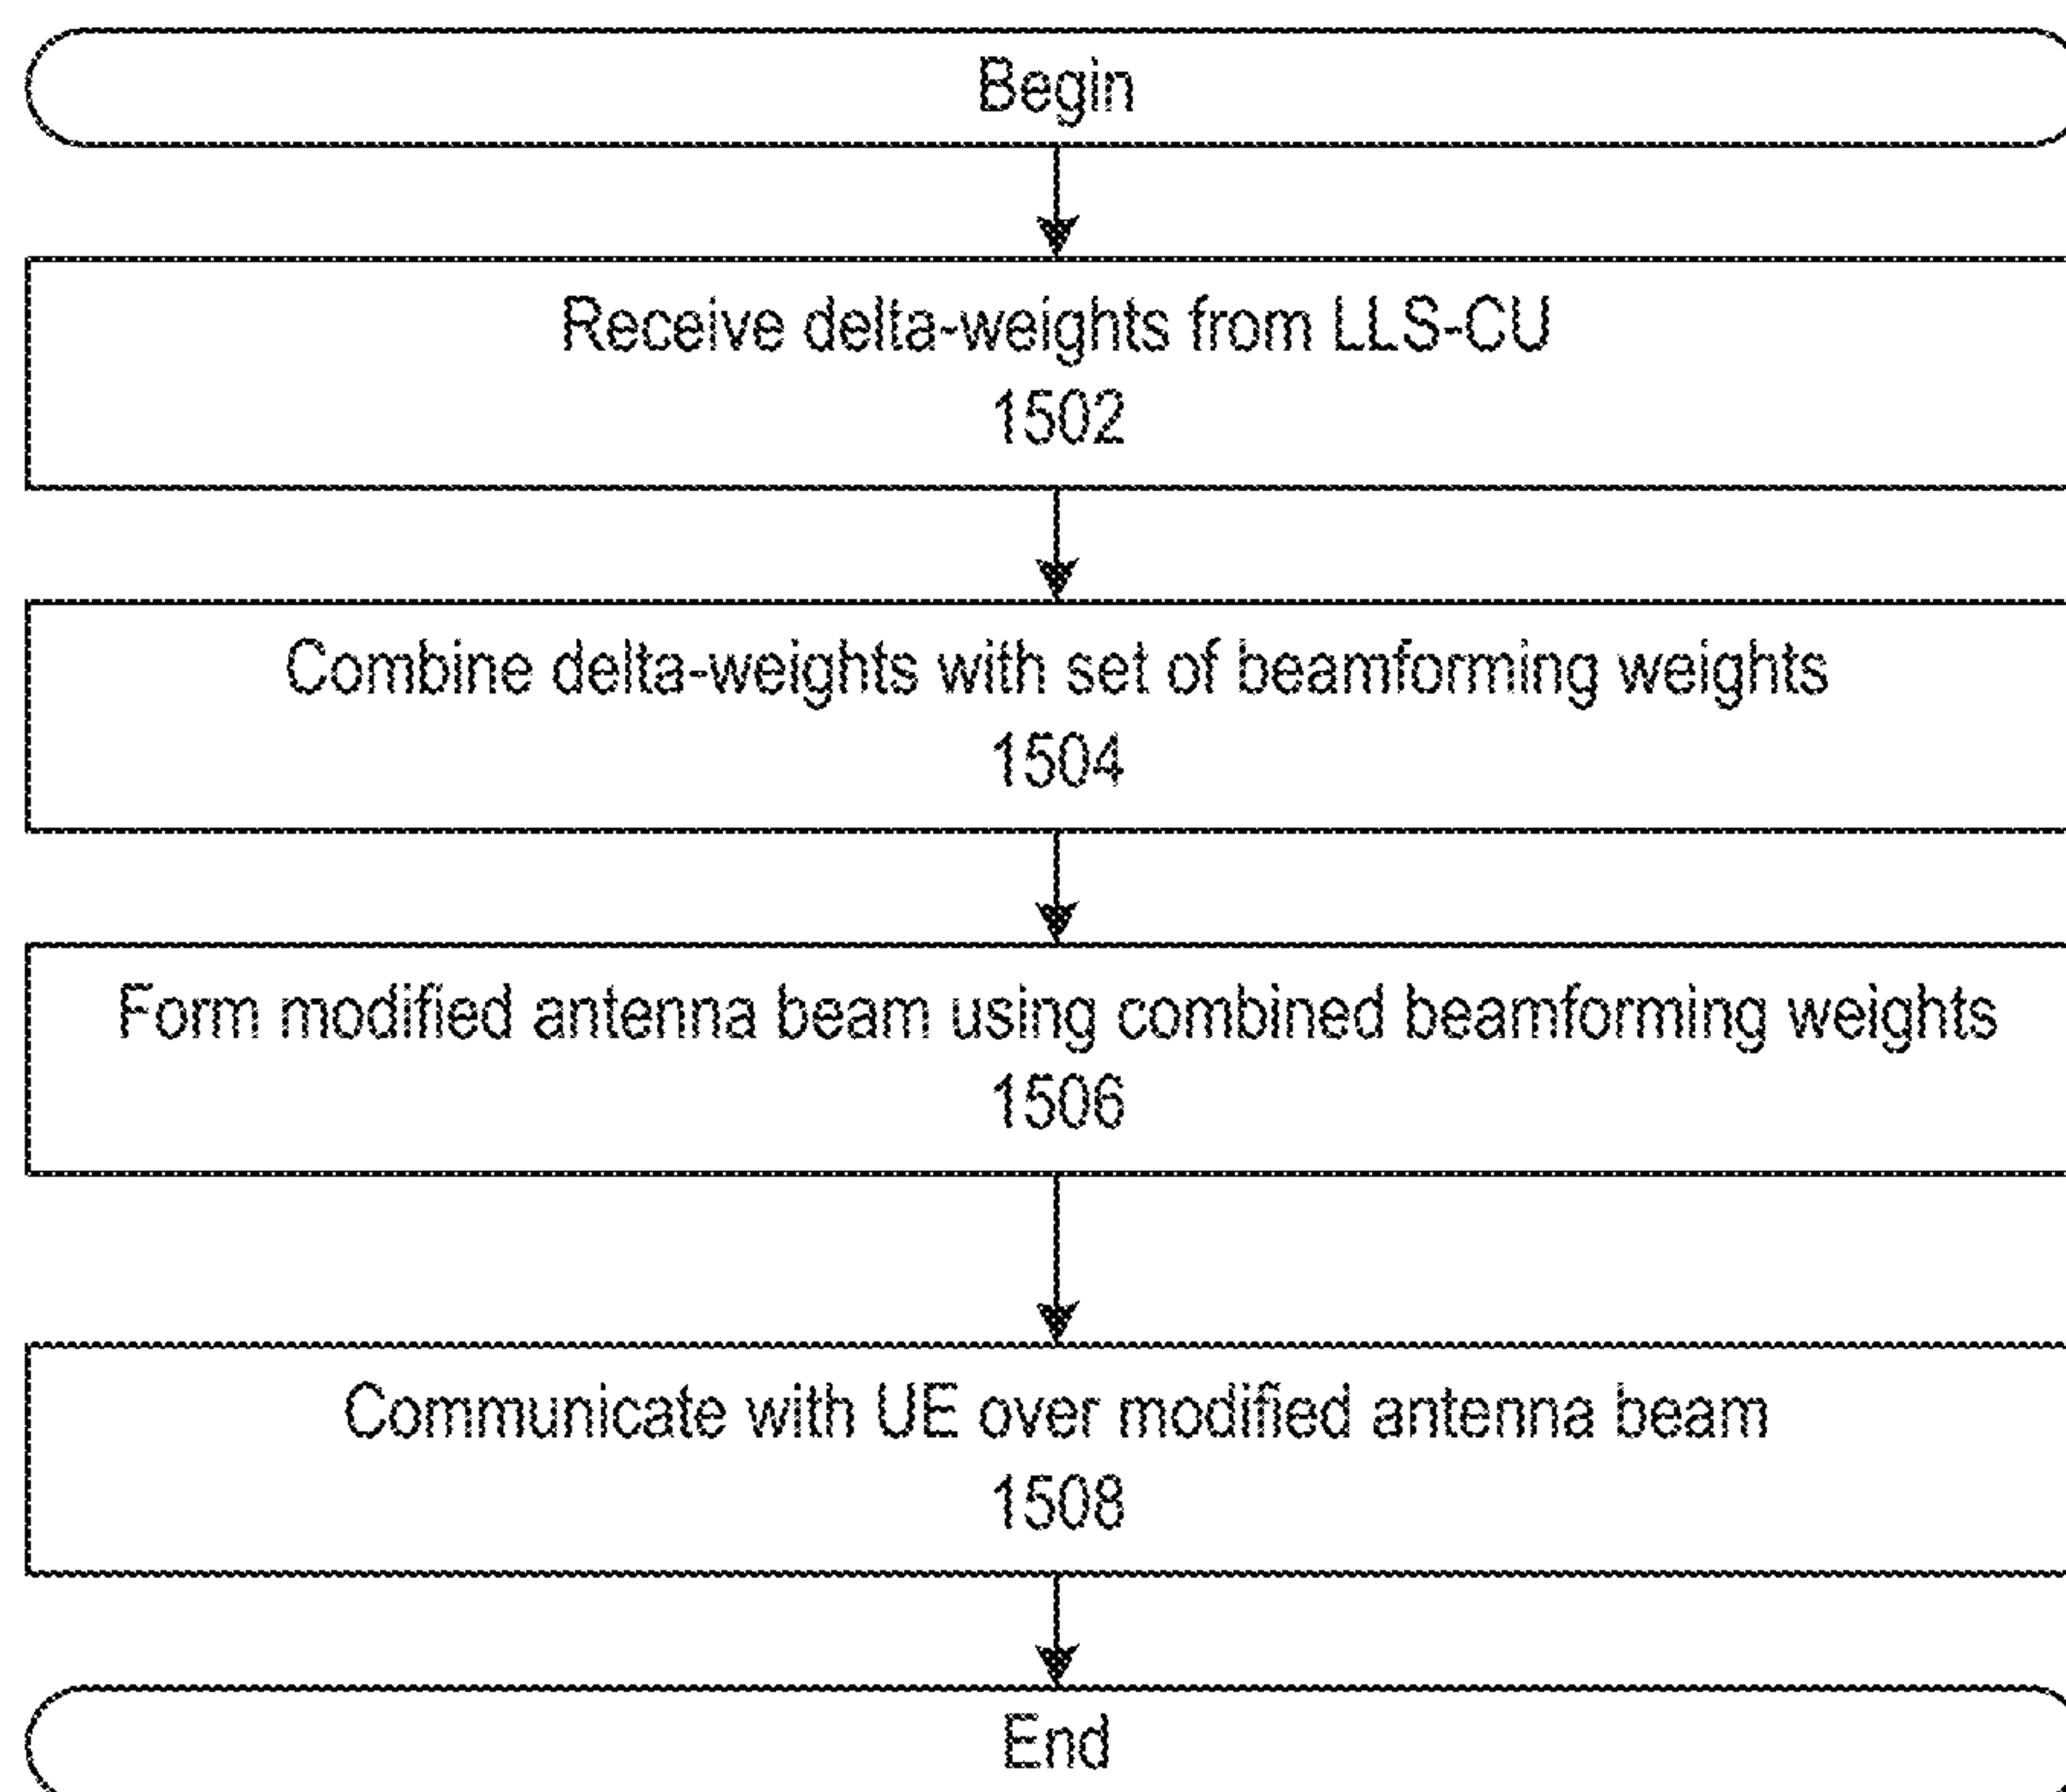 Begin
Receive delta-weights from LLS-CU
1502
Combine delta-weights with set of beamforming weights
1504
Form modified antenna beam using combined beamforming weights
1506
Communicate with UE over modified antenna beam
1508
End